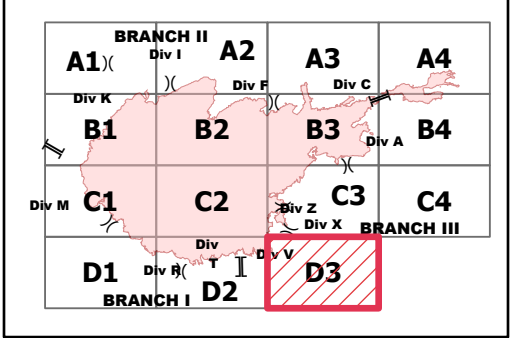 BRANCH II
A1 Div I A2 A3 A4
Div K Div F Div C
B1 B2 B3 B4
Div A
Div M C1 C2 Div Z C3 C4
Div X BRANCH III
Div T Div V
D1 Div R D2 D3
BRANCH I